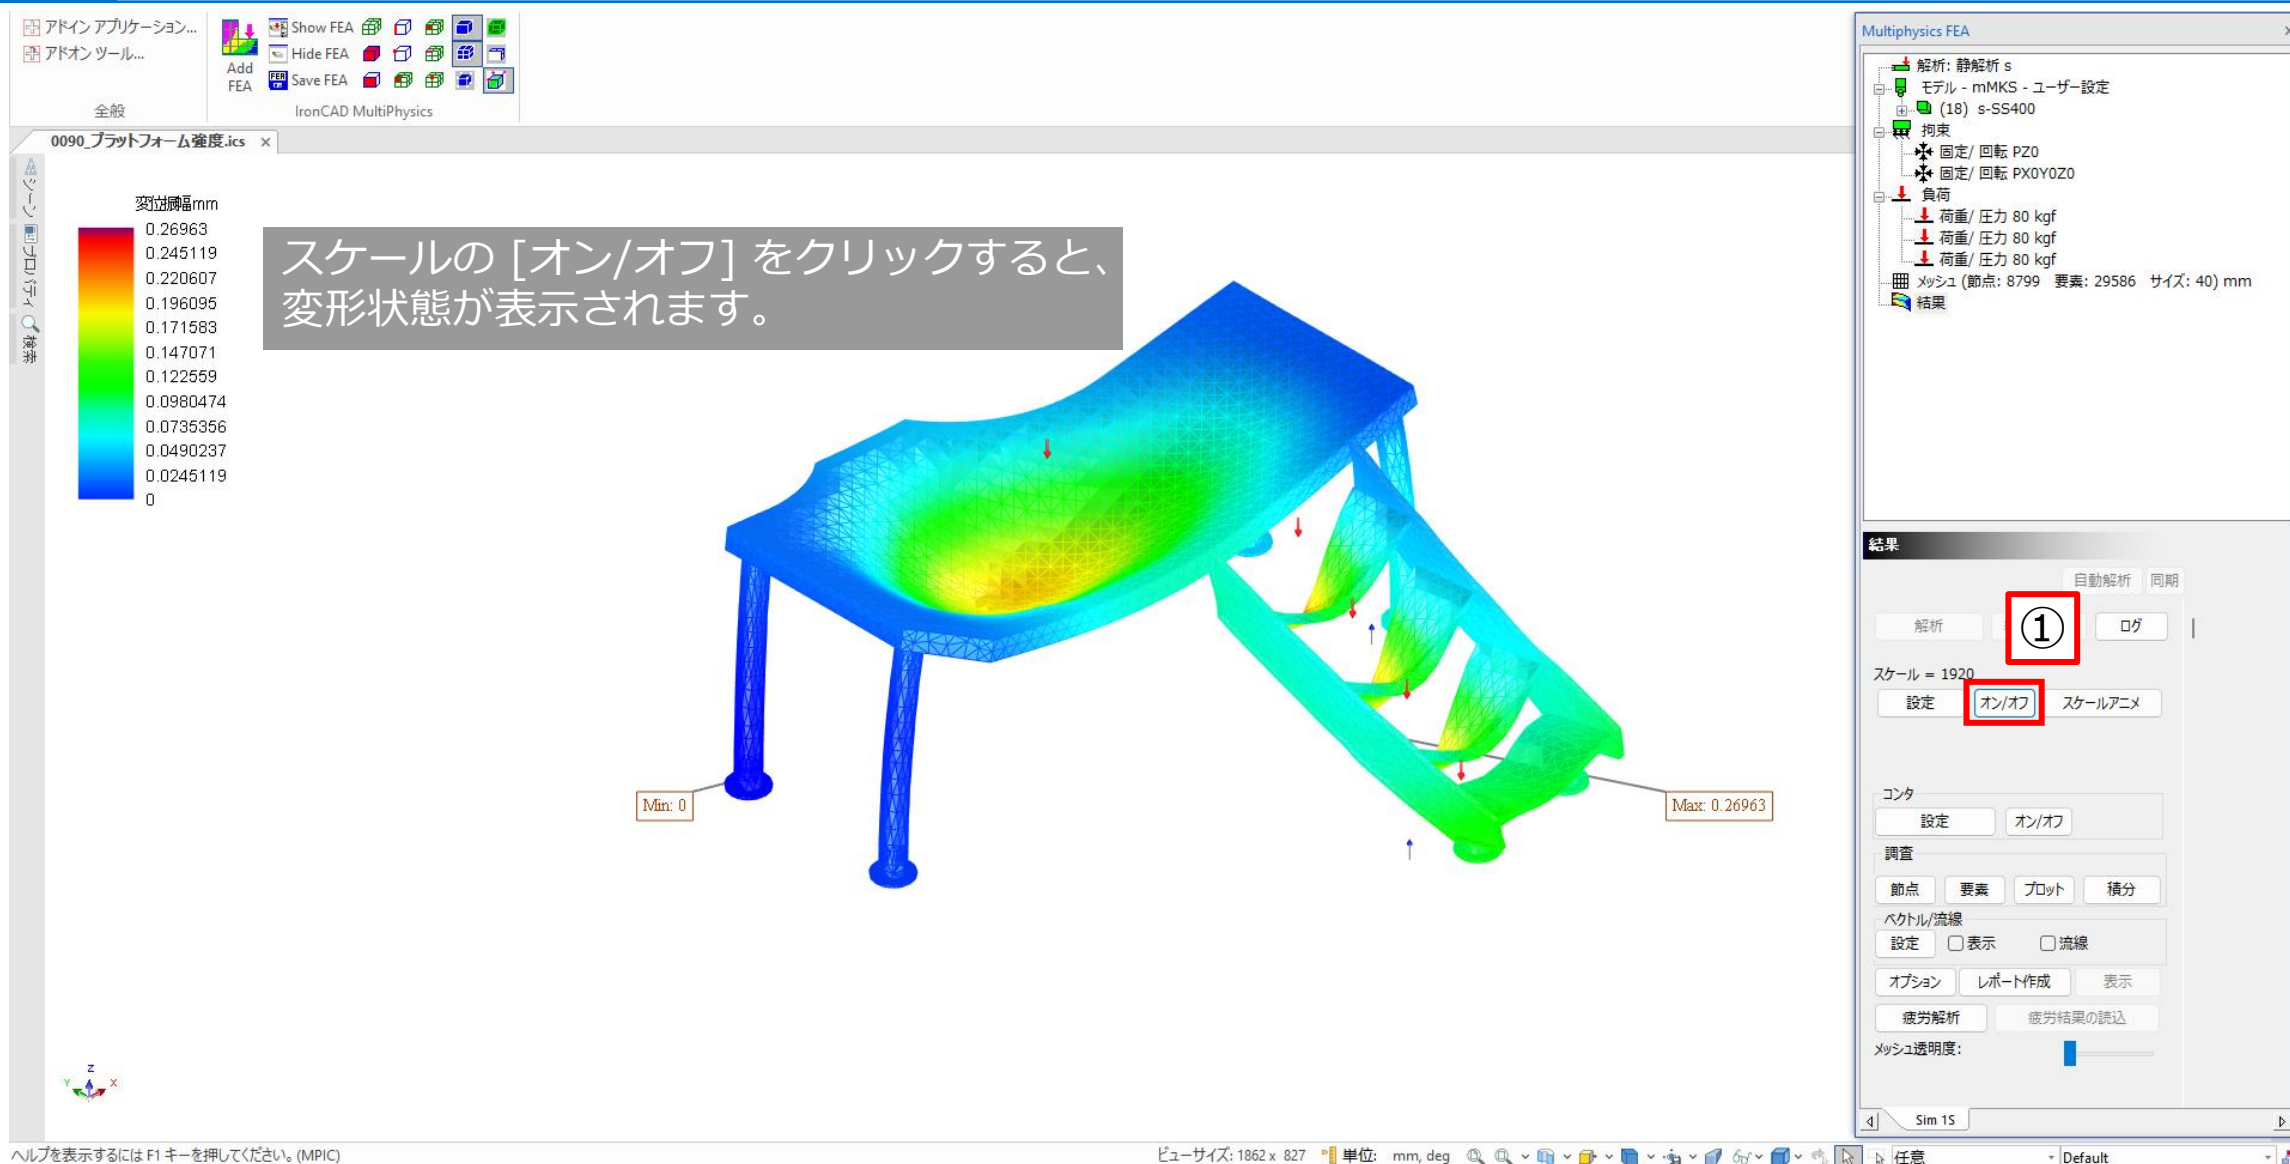 アドイン アプリケーション...
アドオン ツール...
全般
Add
FEA
Show FEA
Hide FEA
Save FEA
IronCAD MultiPhysics
0090_プラットフォーム強度.ics
シーン
プロパティ
検索
変位振幅mm
0.26963
0.245119
0.220607
0.196095
0.171583
0.147071
0.122559
0.0980474
0.0735356
0.0490237
0.0245119
0
スケールの [オン/オフ] をクリックすると、
変形状態が表示されます。
Min: 0
Max: 0.26963
Z
Y
X
Multiphysics FEA
解析: 静解析 s
モデル - mMKS - ユーザー設定
(18) s-SS400
拘束
固定/ 回転 PZ0
固定/ 回転 PX0Y0Z0
負荷
荷重/ 圧力 80 kgf
荷重/ 圧力 80 kgf
荷重/ 圧力 80 kgf
メッシュ (節点: 8799 要素: 29586 サイズ: 40) mm
結果
結果
自動解析 同期
解析
①
ログ
スケール = 1920
設定 オン/オフ スケールアニメ
コンタ
設定 オン/オフ
調査
節点 要素 プロット 積分
ベクトル/流線
設定 表示 流線
オプション レポート作成 表示
疲労解析 疲労結果の読込
メッシュ透明度:
Sim 1S
ヘルプを表示するには F1 キーを押してください。(MPIC)
ビューサイズ: 1862 x 827
単位: mm, deg
任意
Default